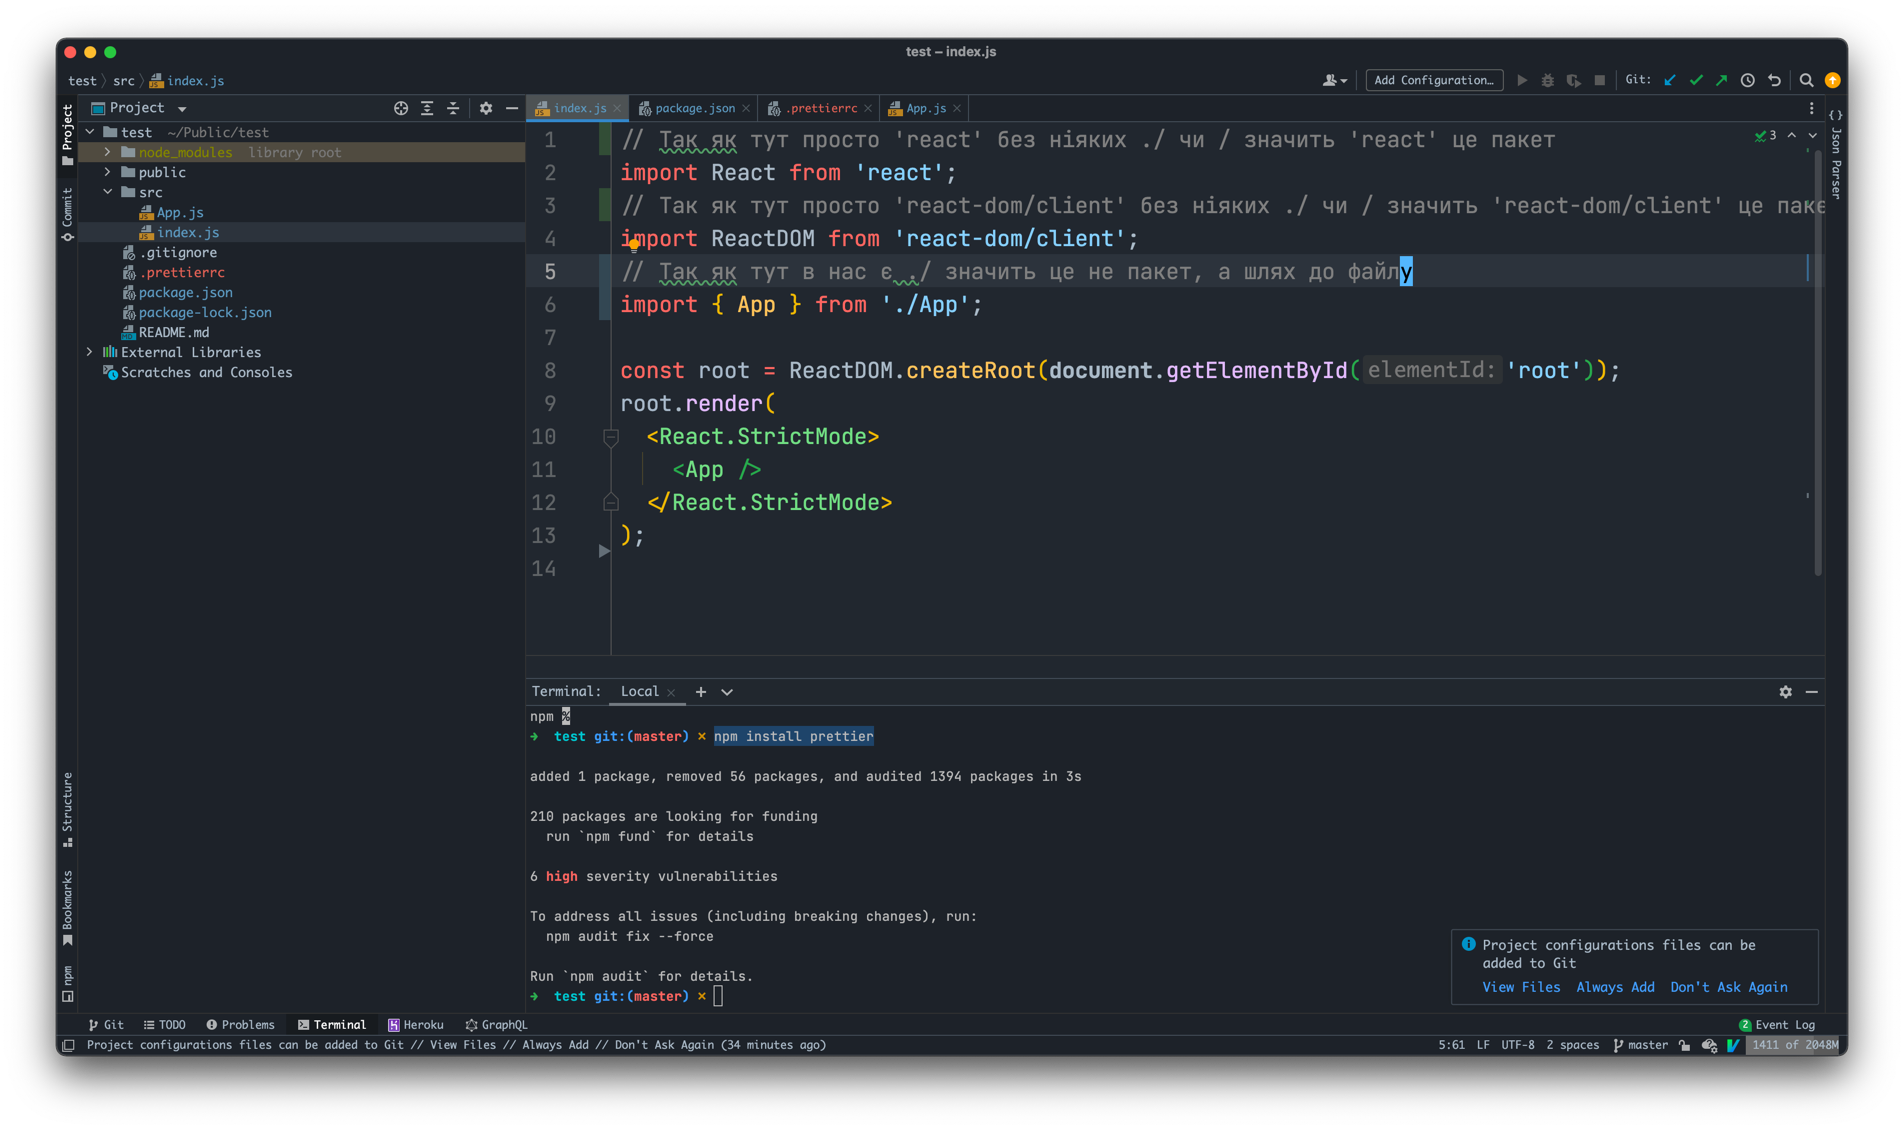 test – index.js
test src index.js
Add Configuration... Git:
Project
index.js package.json .prettierrc App.js
Project
Commit
Structure
Bookmarks
npm
test ~/Public/test
node_modules library root
public
src
App.js
index.js
.gitignore
.prettierrc
package.json
package-lock.json
README.md
External Libraries
Scratches and Consoles
1 // Так як тут просто 'react' без ніяких ./ чи / значить 'react' це пакет
2 import React from 'react';
3 // Так як тут просто 'react-dom/client' без ніяких ./ чи / значить 'react-dom/client' це паке
4 import ReactDOM from 'react-dom/client';
5 // Так як тут в нас є ./ значить це не пакет, а шлях до файлу
6 import { App } from './App';
7
8 const root = ReactDOM.createRoot(document.getElementById( elementId: 'root'));
9 root.render(
10 <React.StrictMode>
11 <App />
12 </React.StrictMode>
13 );
14
3
{} Json Parser
Terminal: Local
npm %
→ test git:(master) × npm install prettier
added 1 package, removed 56 packages, and audited 1394 packages in 3s
210 packages are looking for funding
run `npm fund` for details
6 high severity vulnerabilities
To address all issues (including breaking changes), run:
npm audit fix --force
Run `npm audit` for details.
→ test git:(master) ×
Project configurations files can be
added to Git
View Files Always Add Don't Ask Again
Git TODO Problems Terminal Heroku GraphQL 2 Event Log
Project configurations files can be added to Git // View Files // Always Add // Don't Ask Again (34 minutes ago) 5:61 LF UTF-8 2 spaces master 1411 of 2048M